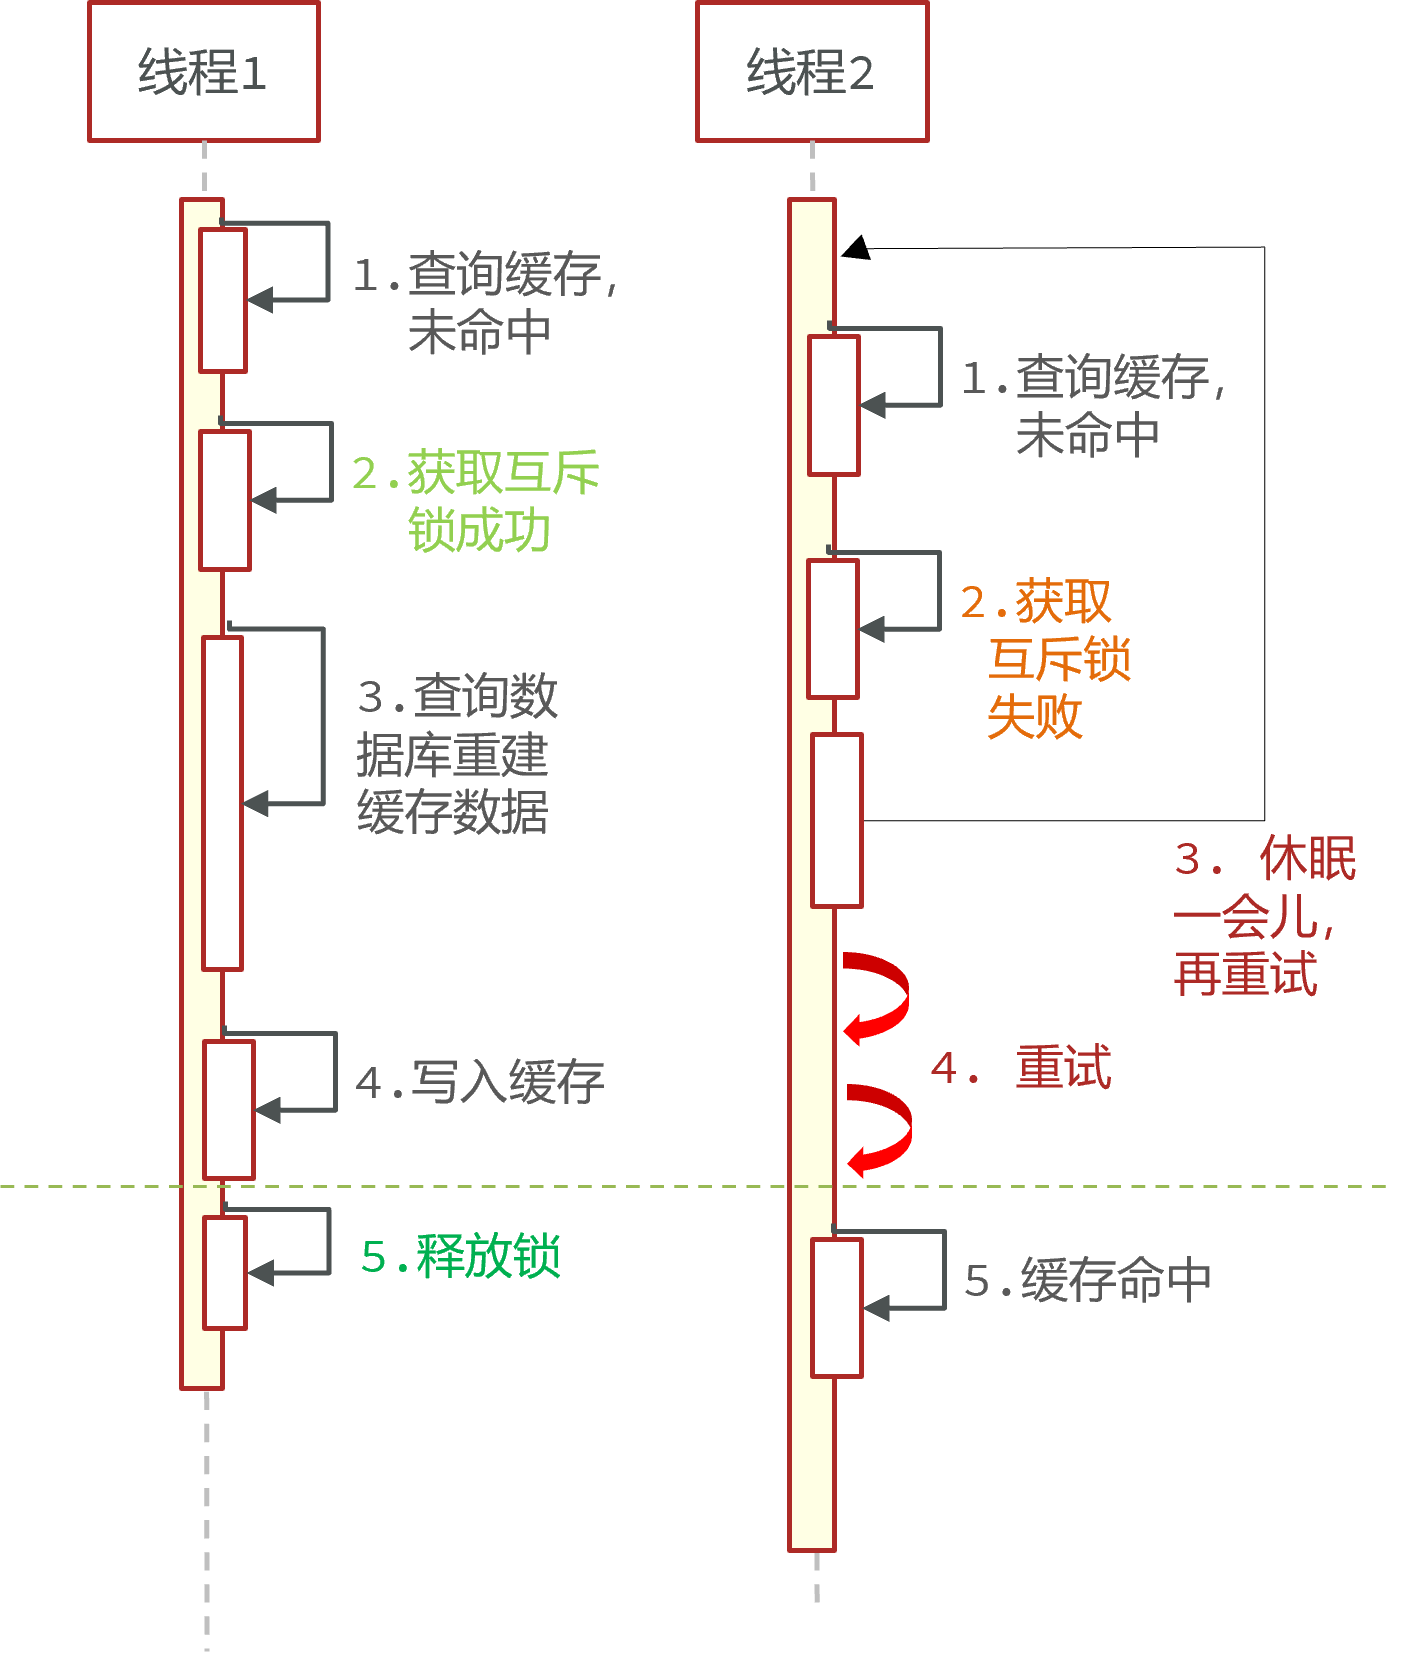 线程1
1.查询缓存,
未命中
2.获取互斥
锁成功
3.查询数
据库重建
缓存数据
4.写入缓存
5.释放锁
线程2
1.查询缓存,
未命中
2.获取
互斥锁
失败
3. 休眠
一会儿,
再重试
4. 重试
5.缓存命中